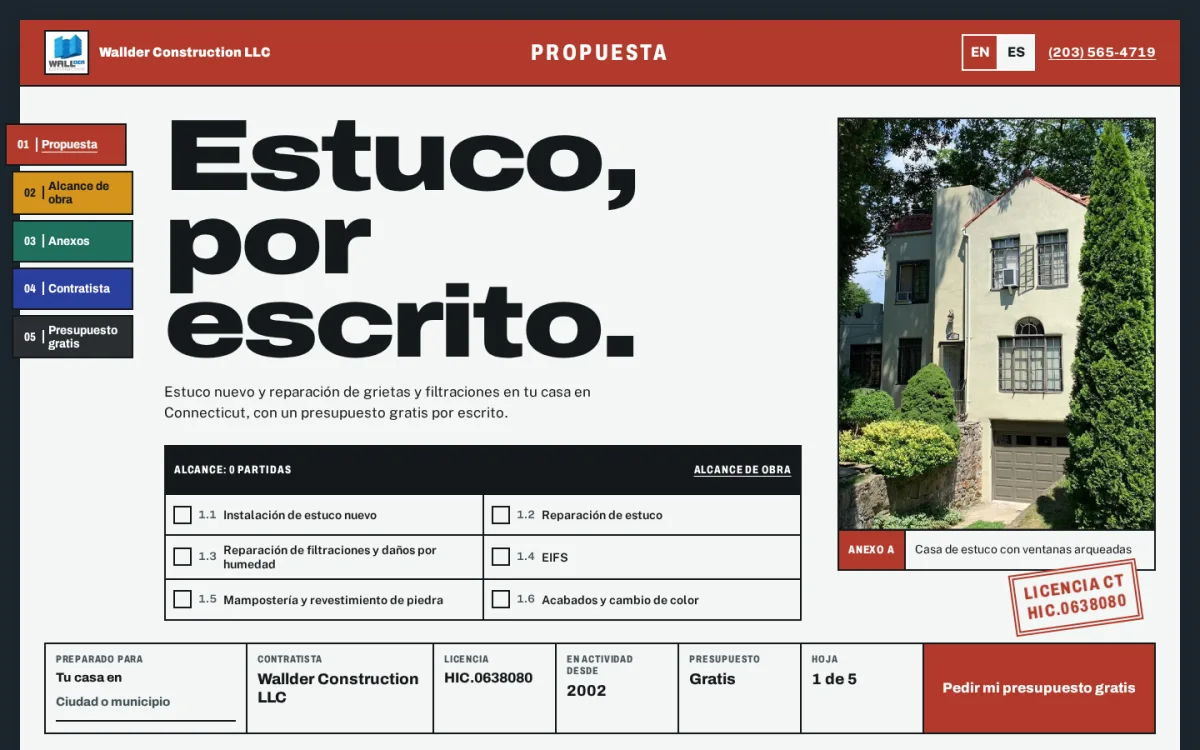 WALLDER
Wallder Construction LLC
PROPUESTA
EN ES
(203) 565-4719
01 Propuesta
02 Alcance de
obra
03 Anexos
04 Contratista
05 Presupuesto
gratis
Estuco,
por
escrito.
Estuco nuevo y reparación de grietas y filtraciones en tu casa en
Connecticut, con un presupuesto gratis por escrito.
ALCANCE: 0 PARTIDAS
ALCANCE DE OBRA
1.1 Instalación de estuco nuevo
1.2 Reparación de estuco
1.3 Reparación de filtraciones y daños por
humedad
1.4 EIFS
1.5 Mampostería y revestimiento de piedra
1.6 Acabados y cambio de color
ANEXO A
Casa de estuco con ventanas arqueadas
LICENCIA CT
HIC.0638080
PREPARADO PARA
Tu casa en
Ciudad o municipio
CONTRATISTA
Wallder Construction
LLC
LICENCIA
HIC.0638080
EN ACTIVIDAD
DESDE
2002
PRESUPUESTO
Gratis
HOJA
1 de 5
Pedir mi presupuesto gratis